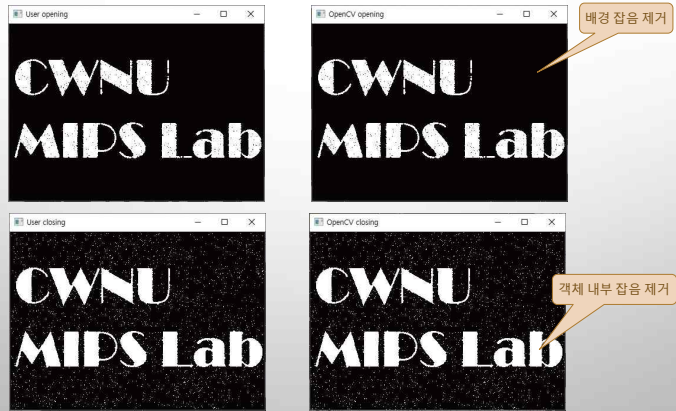 User opening
CWNU
MIPS Lab
OpenCV opening
CWNU
MIPS Lab
배경 잡음 제거
User closing
CWNU
MIPS Lab
OpenCV closing
CWNU
MIPS Lab
객체 내부 잡음 제거